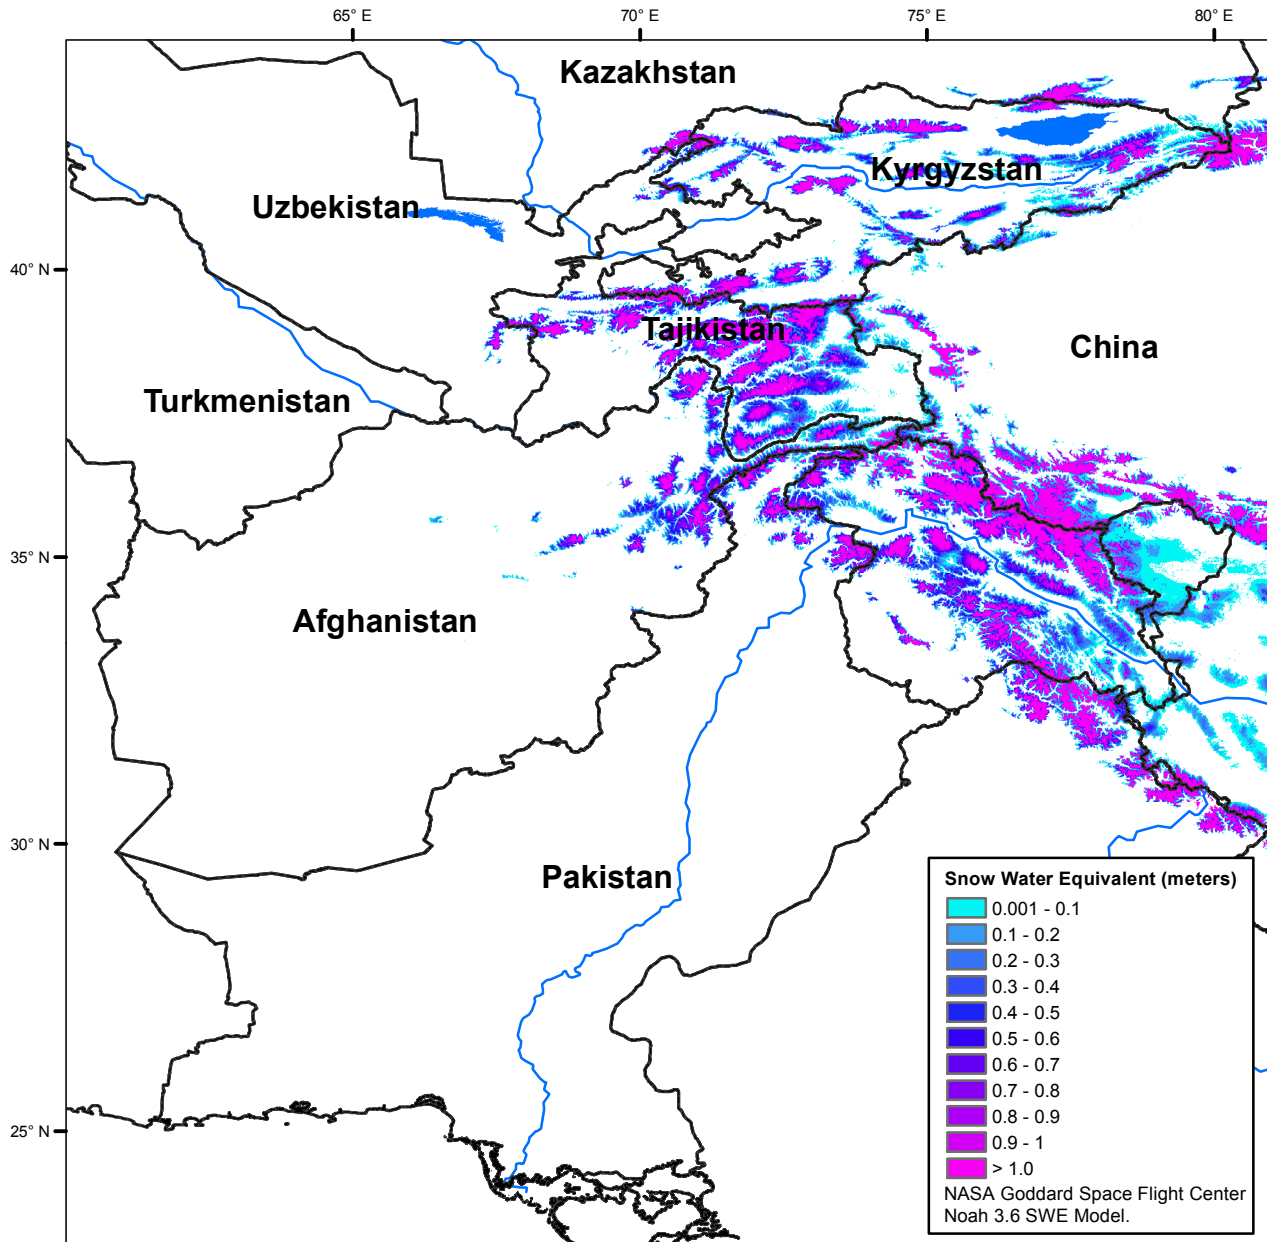 65° E
70° E
75° E
80° E
Kazakhstan
Kyrgyzstan
Uzbekistan
40° N
Tajikistan
China
Turkmenistan
35° N
Afghanistan
30° N
Pakistan
25° N
Snow Water Equivalent (meters)
0.001 - 0.1
0.1 - 0.2
0.2 - 0.3
0.3 - 0.4
0.4 - 0.5
0.5 - 0.6
0.6 - 0.7
0.7 - 0.8
0.8 - 0.9
0.9 - 1
> 1.0
NASA Goddard Space Flight Center
Noah 3.6 SWE Model.